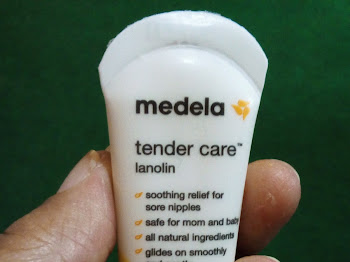 medela
tender care™
lanolin
soothing relief for
sore nipples
safe for mom and baby
all natural ingredients
glides on smoothly